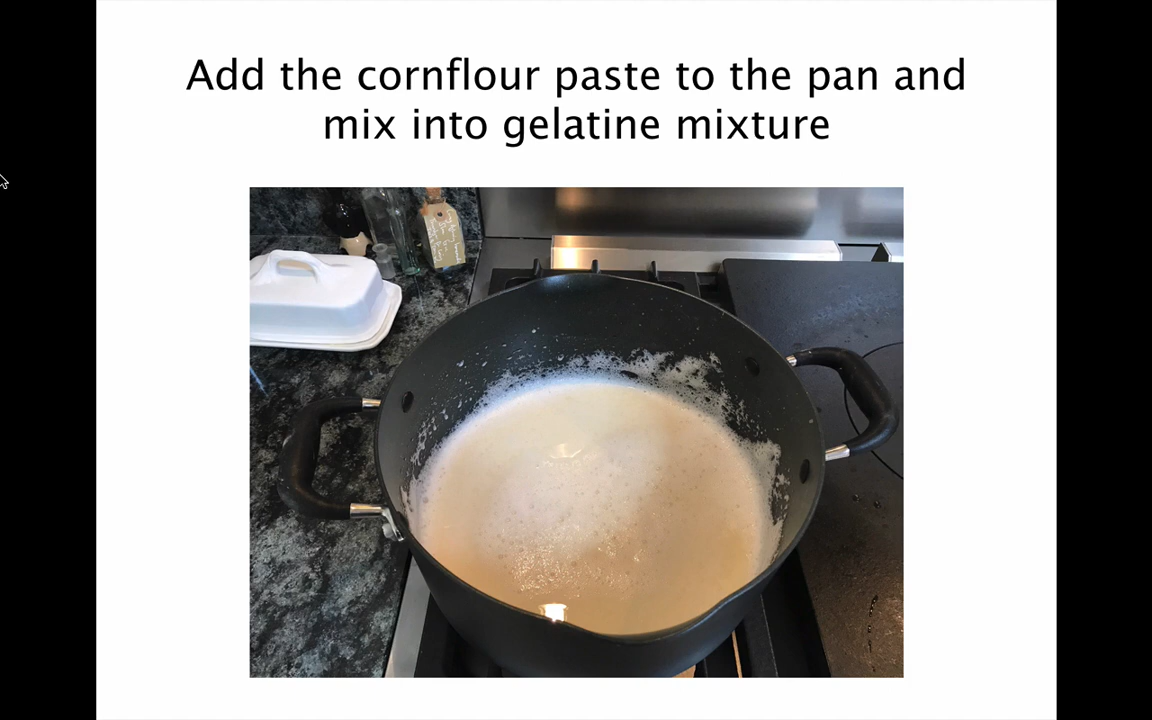 Add the cornflour paste to the pan and
mix into gelatine mixture